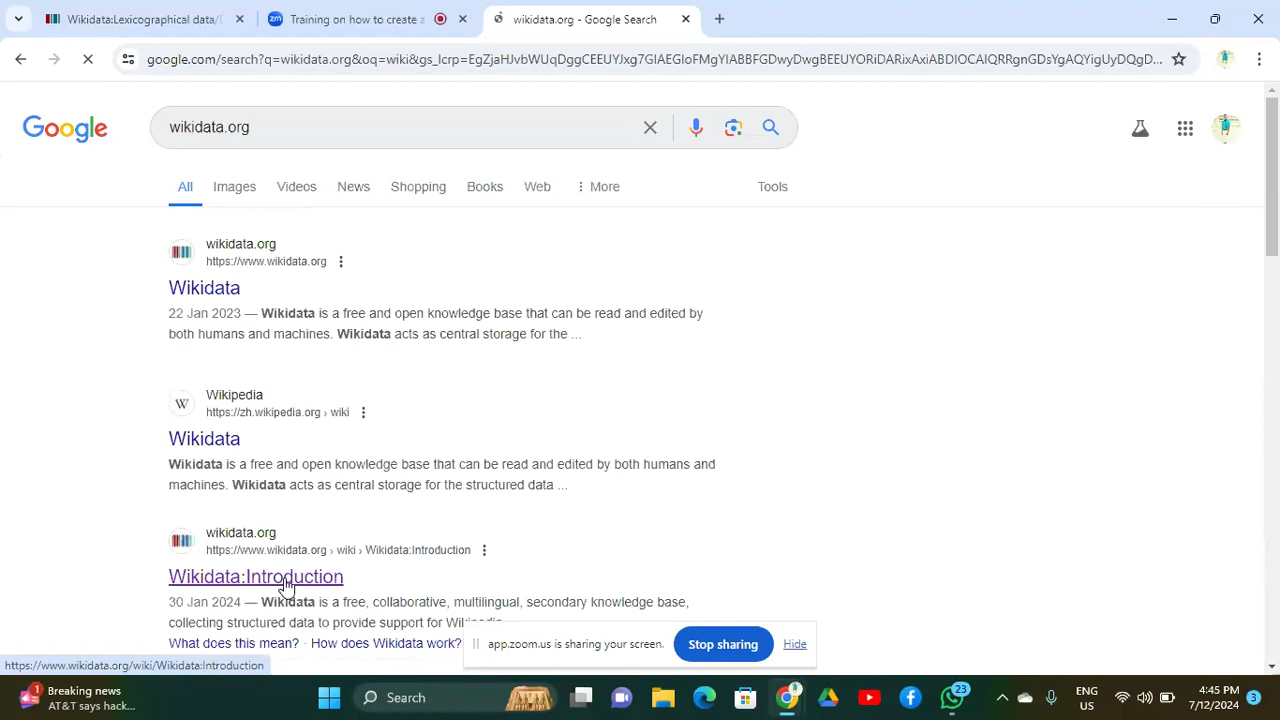 Wikidata:Lexicographical data/D
Training on how to create a
wikidata.org - Google Search
google.com/search?q=wikidata.org&oq=wiki&gs_lcrp=EgZjaHJvbWUqDggCEEUYJxg7GIAEGIoFMgYIABBFGDwyDwgBEEUYORiDARixAxiABDIOCAIQRRgnGDsYgAQYigUyDQgD...
Google
wikidata.org
All
Images
Videos
News
Shopping
Books
Web
More
Tools
wikidata.org
https://www.wikidata.org
Wikidata
22 Jan 2023 — Wikidata is a free and open knowledge base that can be read and edited by
both humans and machines. Wikidata acts as central storage for the ...
W
Wikipedia
https://zh.wikipedia.org › wiki
Wikidata
Wikidata is a free and open knowledge base that can be read and edited by both humans and
machines. Wikidata acts as central storage for the structured data ...
wikidata.org
https://www.wikidata.org › wiki › Wikidata:Introduction
Wikidata:Introduction
30 Jan 2024 — Wikidata is a free, collaborative, multilingual, secondary knowledge base,
collecting structured data to provide support for
What does this mean? · How does Wikidata work?
app.zoom.us is sharing your screen.
Stop sharing
Hide
https://www.wikidata.org/wiki/Wikidata:Introduction
1
Breaking news
AT&T says hack...
Search
23
ENG
US
4:45 PM
7/12/2024
3